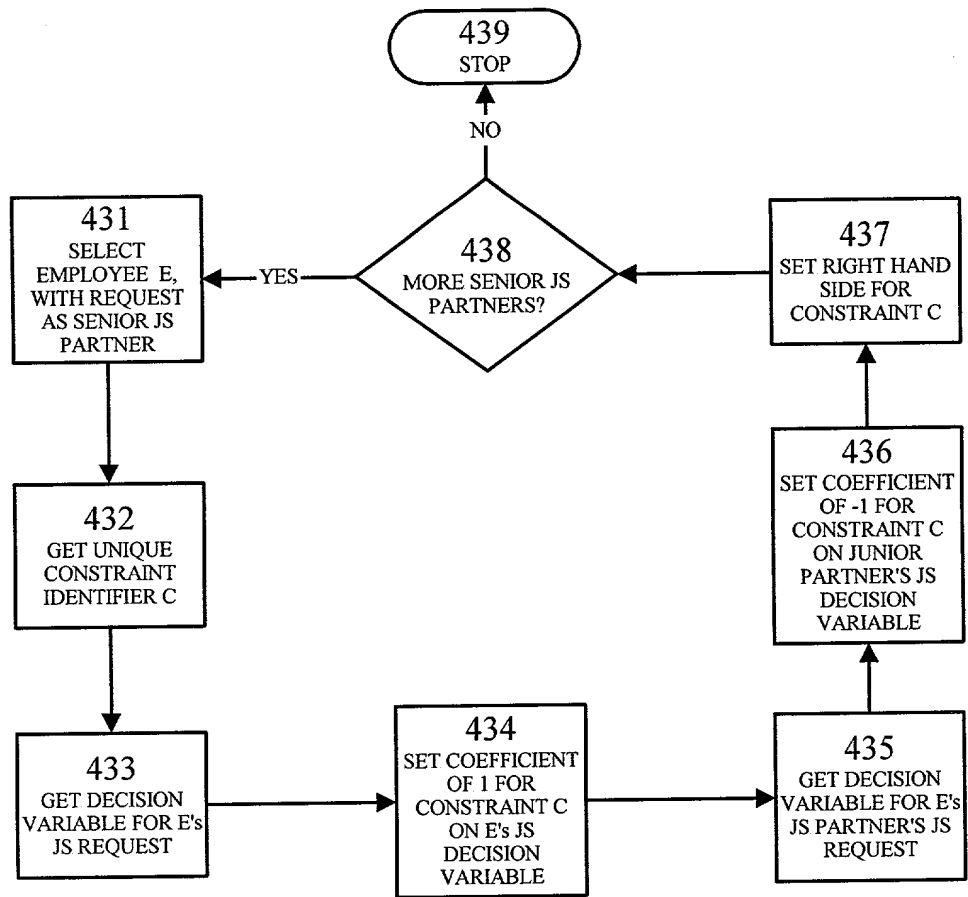 439
STOP
NO
431
SELECT
EMPLOYEE E,
WITH REQUEST
AS SENIOR JS
PARTNER
YES
438
MORE SENIOR JS
PARTNERS?
437
SET RIGHT HAND
SIDE FOR
CONSTRAINT C
432
GET UNIQUE
CONSTRAINT
IDENTIFIER C
436
SET COEFFICIENT
OF -1 FOR
CONSTRAINT C
ON JUNIOR
PARTNER'S JS
DECISION
VARIABLE
433
GET DECISION
VARIABLE FOR E's
JS REQUEST
434
SET COEFFICIENT
OF 1 FOR
CONSTRAINT C
ON E's JS
DECISION
VARIABLE
435
GET DECISION
VARIABLE FOR E's
JS PARTNER'S JS
REQUEST